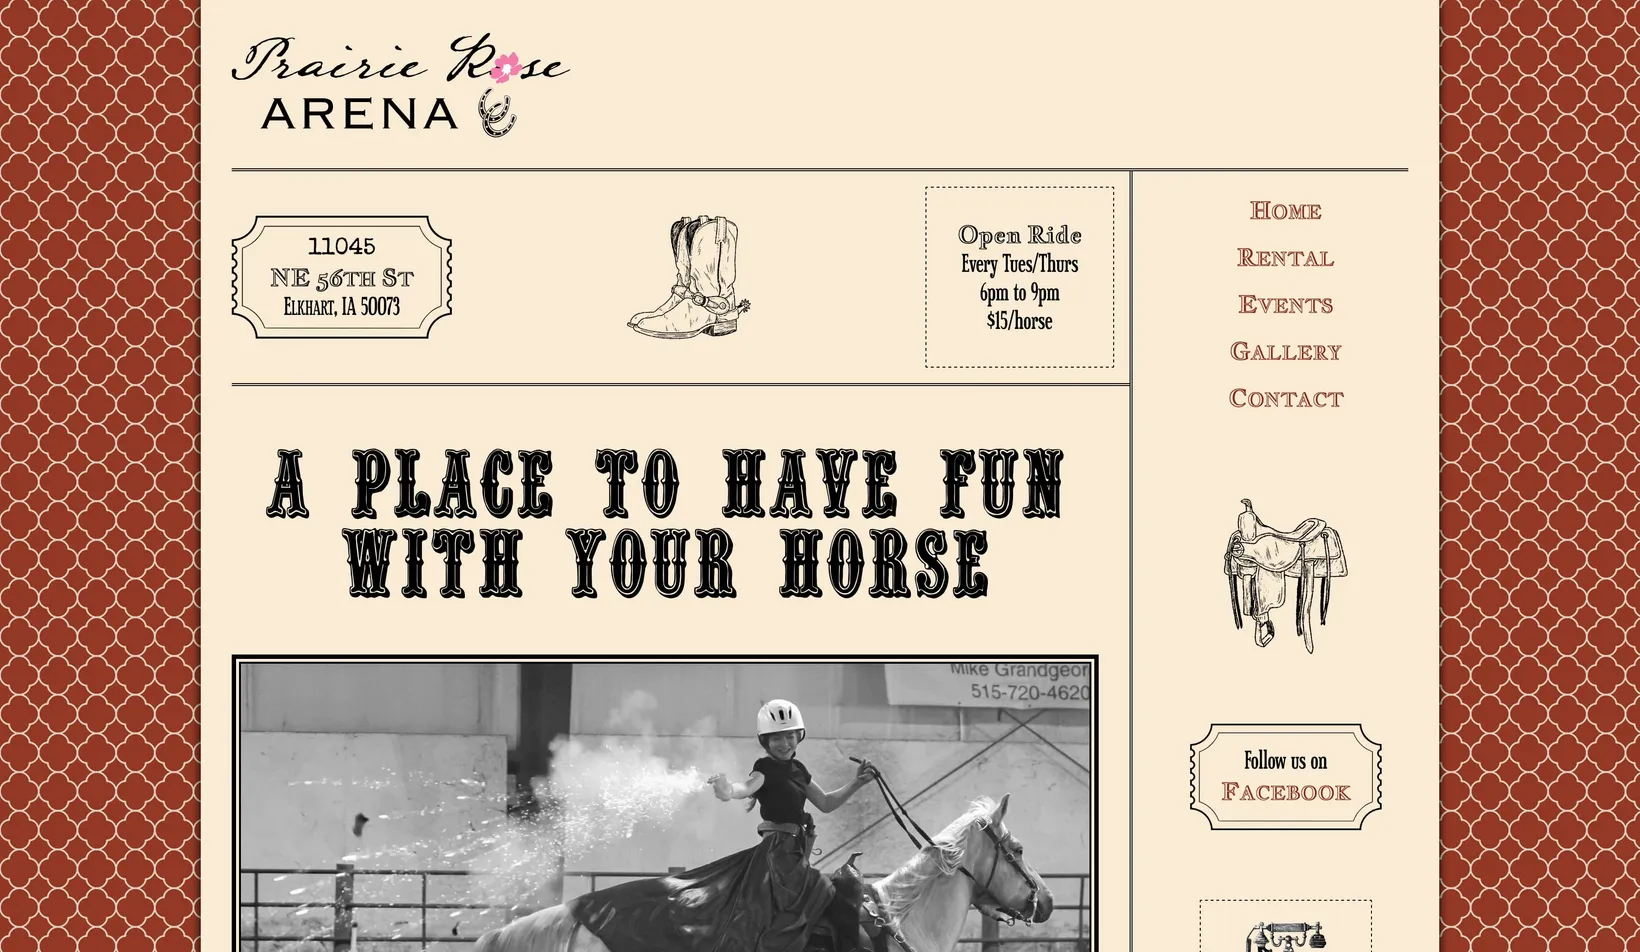 Prairie Rose
ARENA
11045
NE 56TH ST
ELKHART, IA 50073
Open Ride
Every Tues/Thurs
6pm to 9pm
$15/horse
HOME
RENTAL
EVENTS
GALLERY
CONTACT
A PLACE TO HAVE FUN
WITH YOUR HORSE
Mike Grandgeor
515-720-4620
Follow us on
FACEBOOK